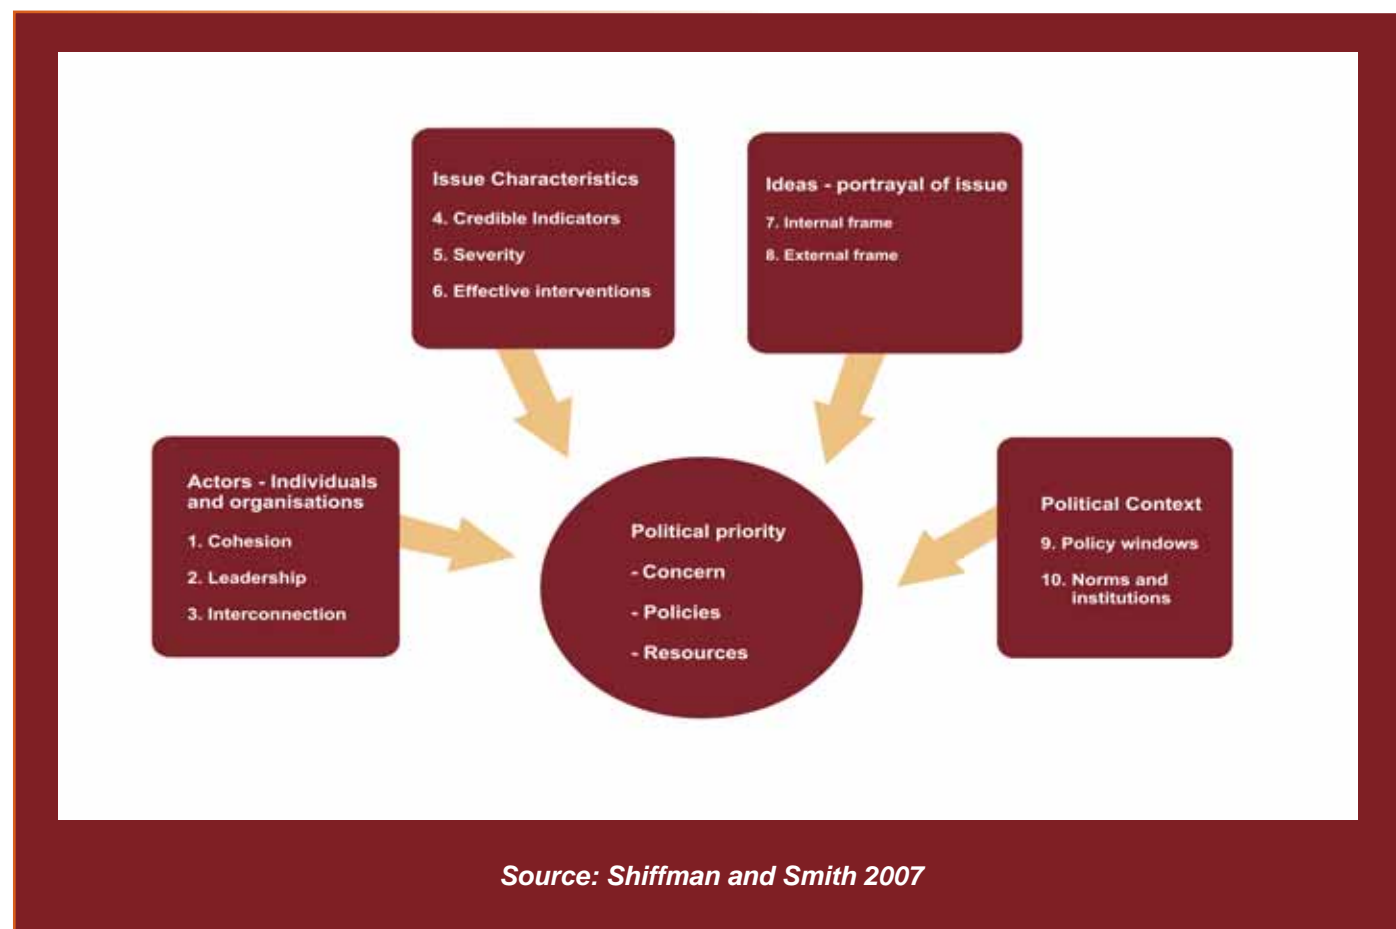 Issue Characteristics
4. Credible Indicators
5. Severity
6. Effective interventions
Ideas - portrayal of issue
7. Internal frame
8. External frame
Actors - Individuals
and organisations
1. Cohesion
2. Leadership
3. Interconnection
Political priority
- Concern
- Policies
- Resources
Political Context
9. Policy windows
10. Norms and
institutions
Source: Shiffman and Smith 2007